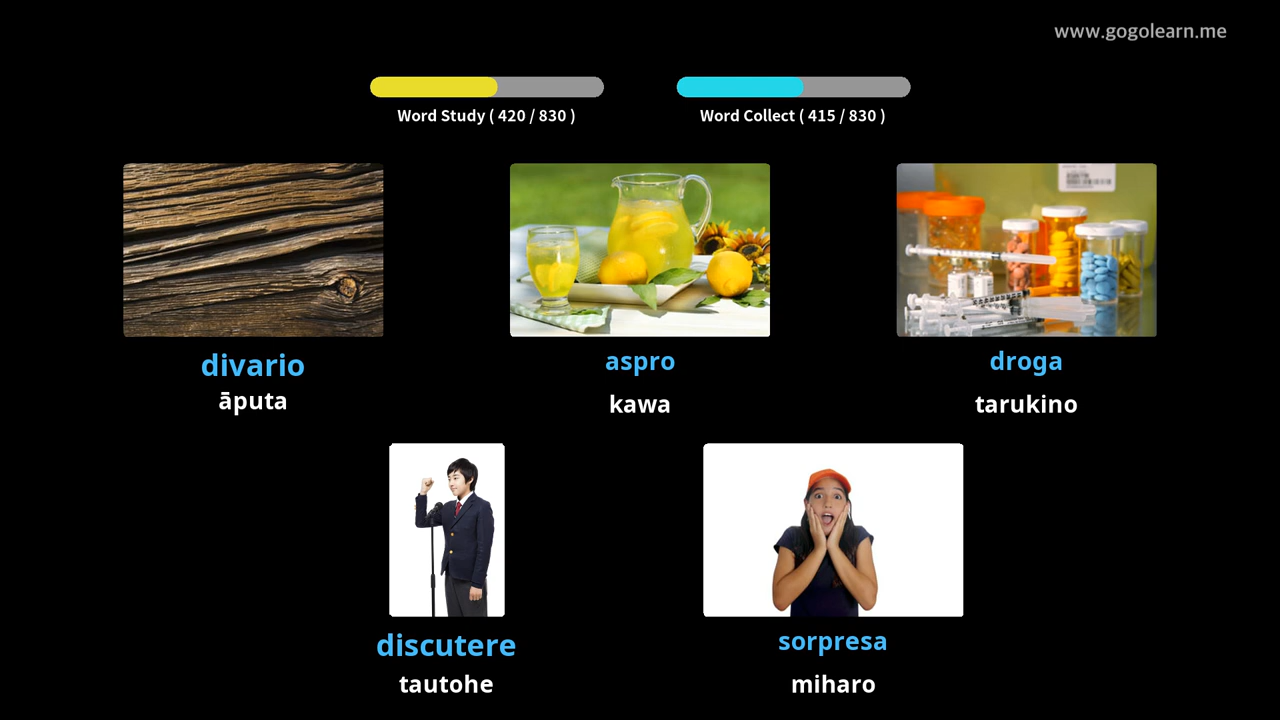 www.gogolearn.me
Word Study ( 420 / 830 )
Word Collect ( 415 / 830 )
divario
āputa
aspro
kawa
droga
tarukino
discutere
tautohe
sorpresa
miharo